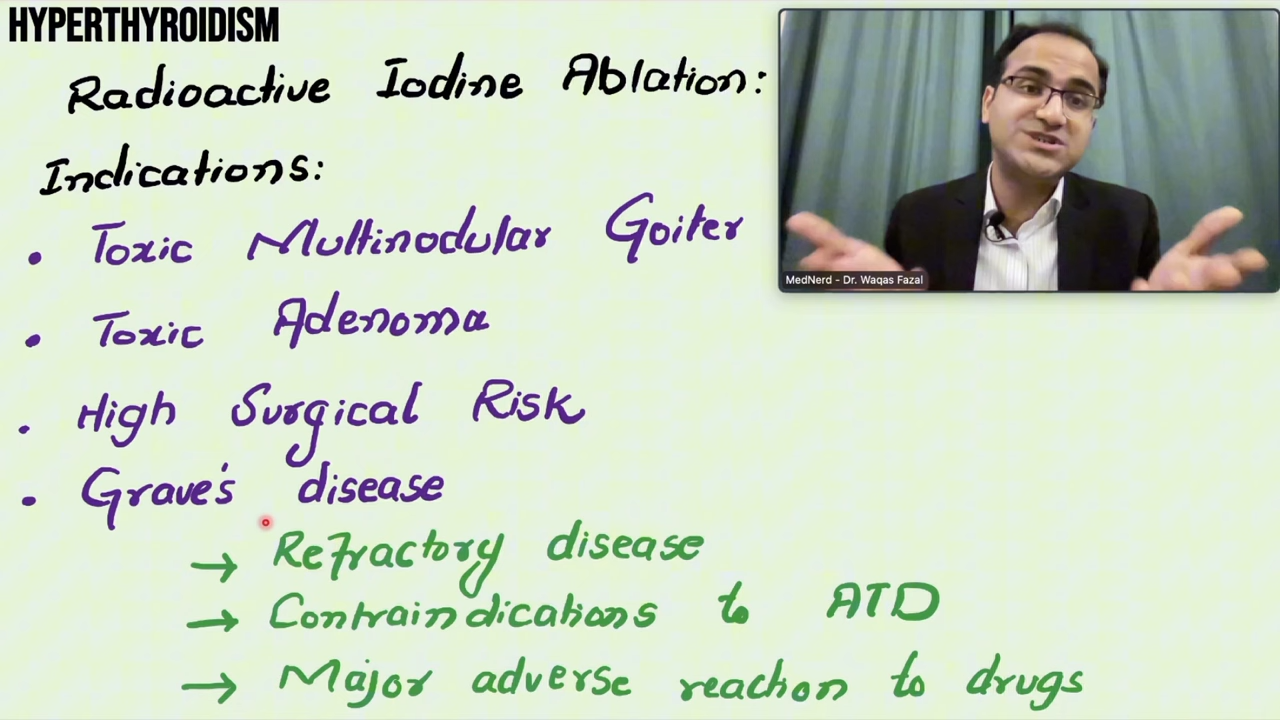 HYPERTHYROIDISM
Radioactive Iodine Ablation:
Indications:
• Toxic Multinodular Goiter
• Toxic Adenoma
• High Surgical Risk
• Grave's disease
→ Refractory disease
→ Contraindications to ATD
→ Major adverse reaction to drugs
MedNerd - Dr. Waqas Fazal